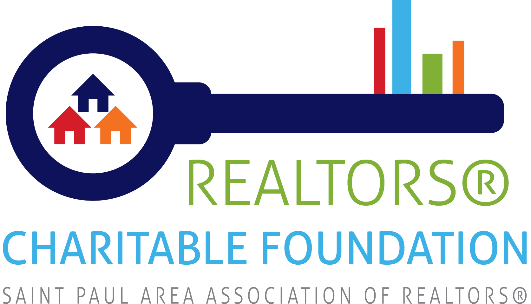 REALTORS®
CHARITABLE FOUNDATION
SAINT PAUL AREA ASSOCIATION OF REALTORS®